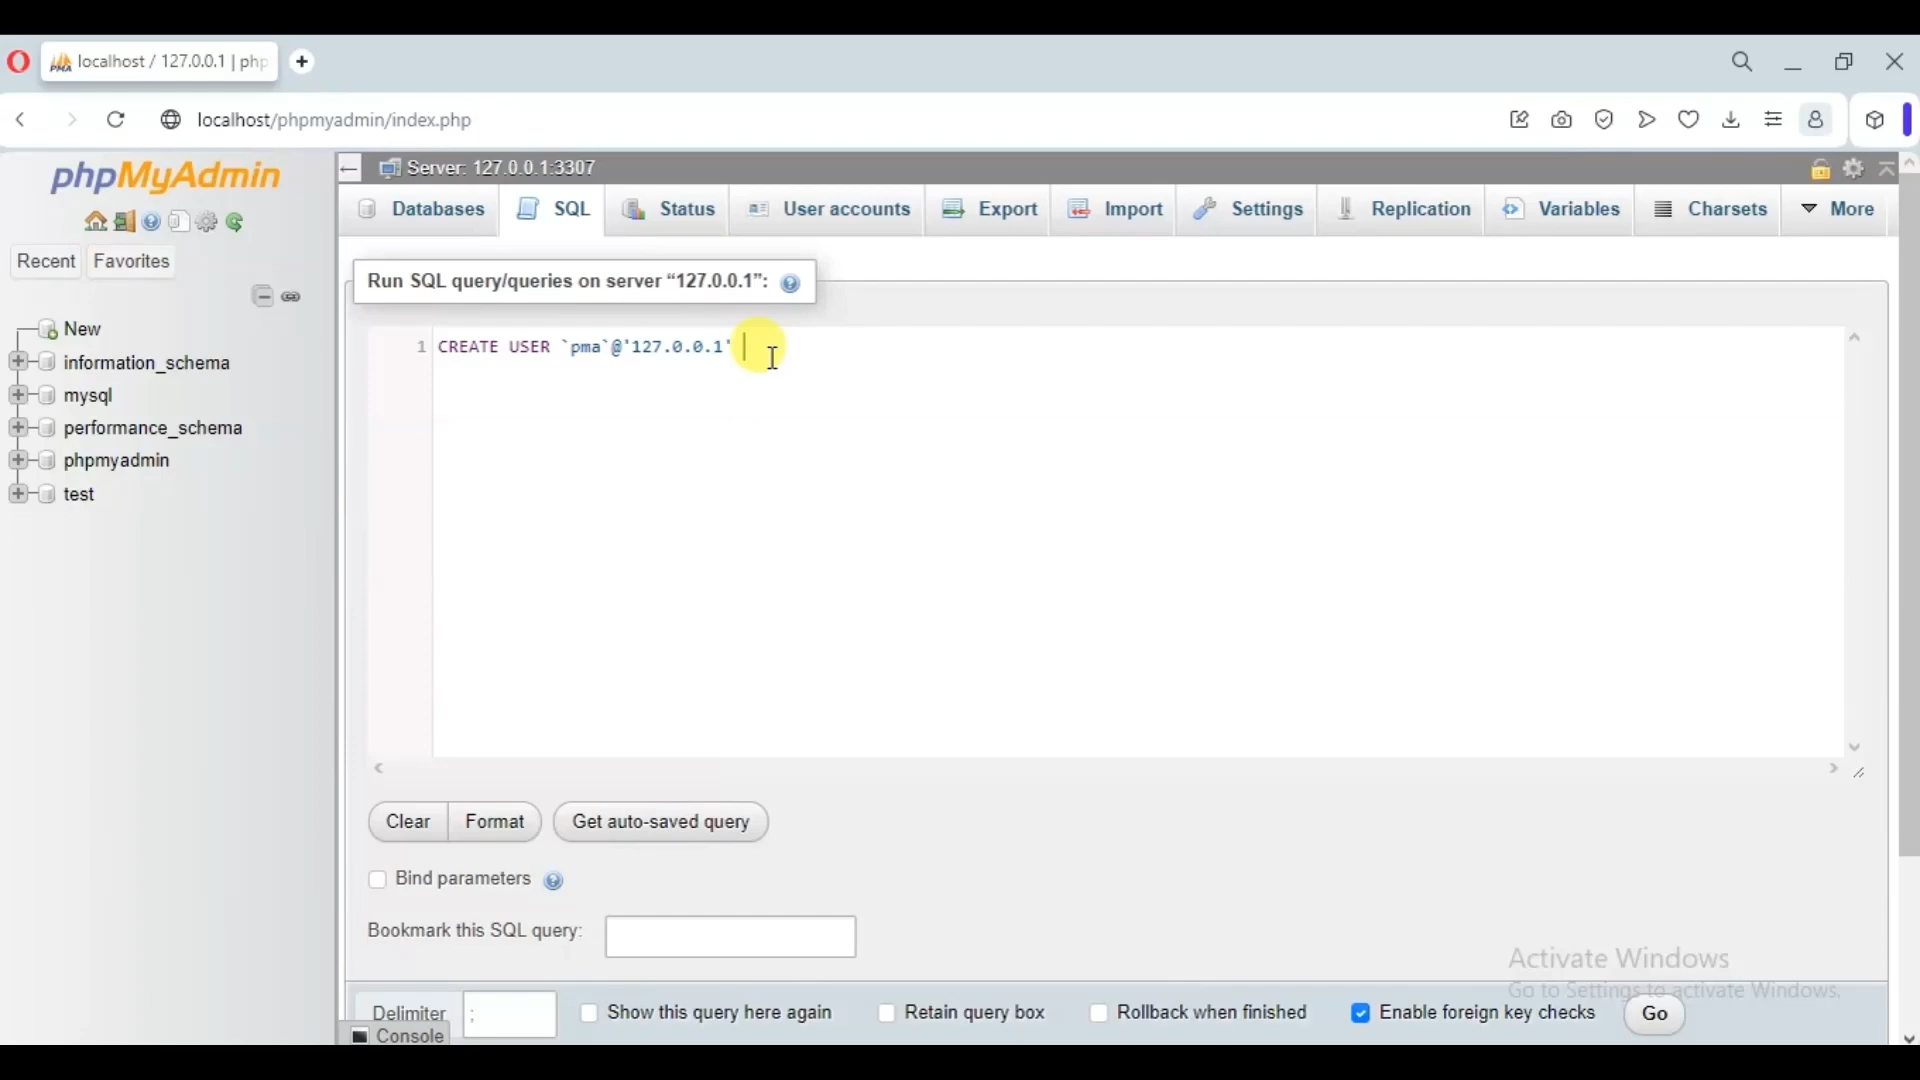 localhost / 127.0.0.1 | php
localhost/phpmyadmin/index.php
phpMyAdmin
Server: 127.0.0.1:3307
Databases SQL Status User accounts Export Import Settings Replication Variables Charsets More
Recent Favorites
Run SQL query/queries on server “127.0.0.1”:
New
information_schema
mysql
performance_schema
phpmyadmin
test
1 CREATE USER `pma`@'127.0.0.1'
Clear Format Get auto-saved query
Bind parameters
Bookmark this SQL query:
Activate Windows
Go to Settings to activate Windows.
Delimiter ; Show this query here again Retain query box Rollback when finished Enable foreign key checks Go
Console